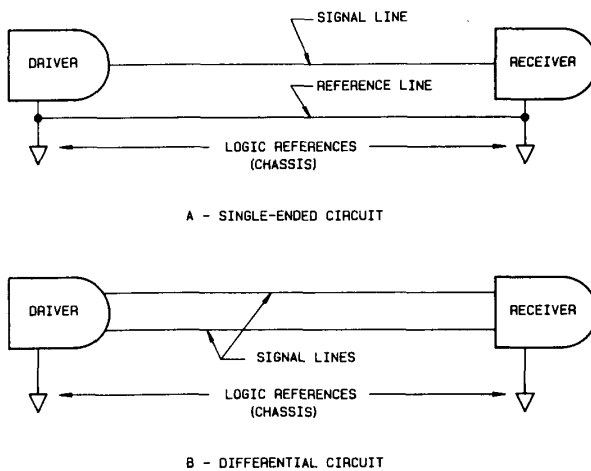 SIGNAL LINE
DRIVER
RECEIVER
REFERENCE LINE
LOGIC REFERENCES
(CHASSIS)
A - SINGLE-ENDED CIRCUIT
DRIVER
RECEIVER
SIGNAL LINES
LOGIC REFERENCES
(CHASSIS)
B - DIFFERENTIAL CIRCUIT